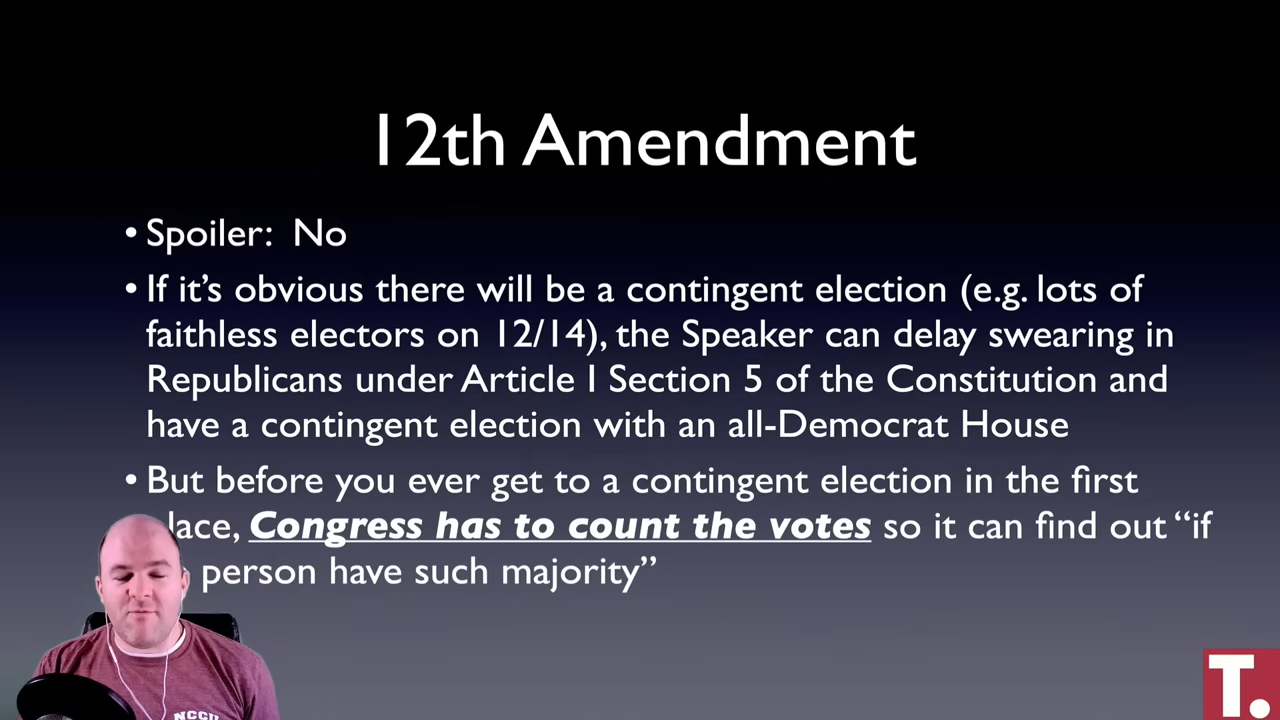 12th Amendment
• Spoiler: No
• If it’s obvious there will be a contingent election (e.g. lots of
faithless electors on 12/14), the Speaker can delay swearing in
Republicans under Article I Section 5 of the Constitution and
have a contingent election with an all-Democrat House
• But before you ever get to a contingent election in the first
lace, Congress has to count the votes so it can find out “if
person have such majority”
NCCU
T.